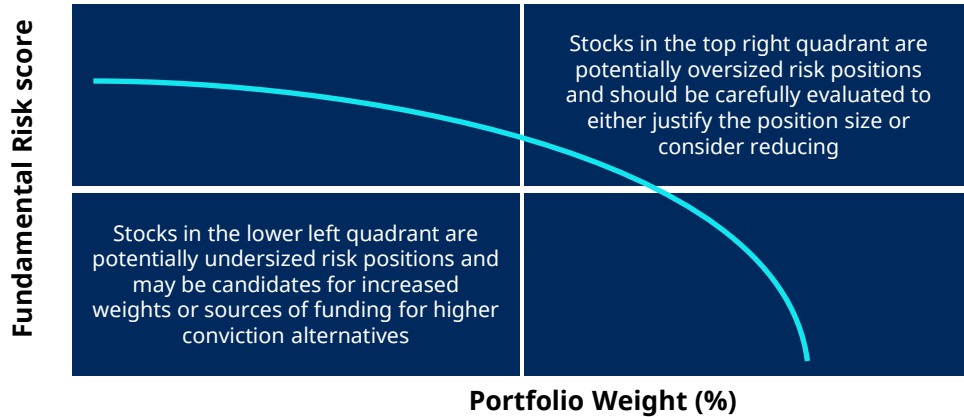 Fundamental Risk score
Stocks in the top right quadrant are
potentially oversized risk positions
and should be carefully evaluated to
either justify the position size or
consider reducing
Stocks in the lower left quadrant are
potentially undersized risk positions and
may be candidates for increased
weights or sources of funding for higher
conviction alternatives
Portfolio Weight (%)